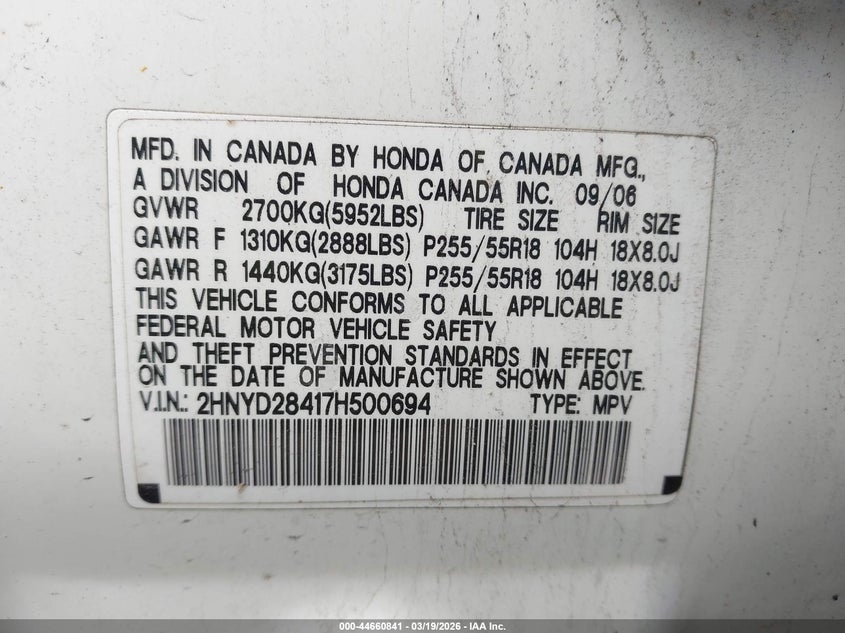 MFD. IN CANADA BY HONDA OF CANADA MFG.,
A DIVISION OF HONDA CANADA INC. 09/06
GVWR 2700KG(5952LBS) TIRE SIZE RIM SIZE
GAWR F 1310KG(2888LBS) P255/55R18 104H 18X8.0J
GAWR R 1440KG(3175LBS) P255/55R18 104H 18X8.0J
THIS VEHICLE CONFORMS TO ALL APPLICABLE
FEDERAL MOTOR VEHICLE SAFETY
AND THEFT PREVENTION STANDARDS IN EFFECT
ON THE DATE OF MANUFACTURE SHOWN ABOVE.
V.I.N.: 2HNYD28417H500694 TYPE: MPV
000-44660841 - 03/19/2026 - IAA Inc.